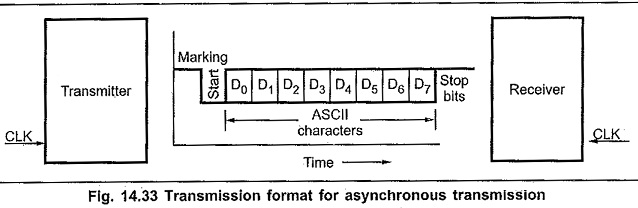 Marking
Transmitter
Start
D0 D1 D2 D3 D4 D5 D6 D7
Stop
bits
Receiver
ASCII
characters
CLK
CLK
Time
Fig. 14.33 Transmission format for asynchronous transmission